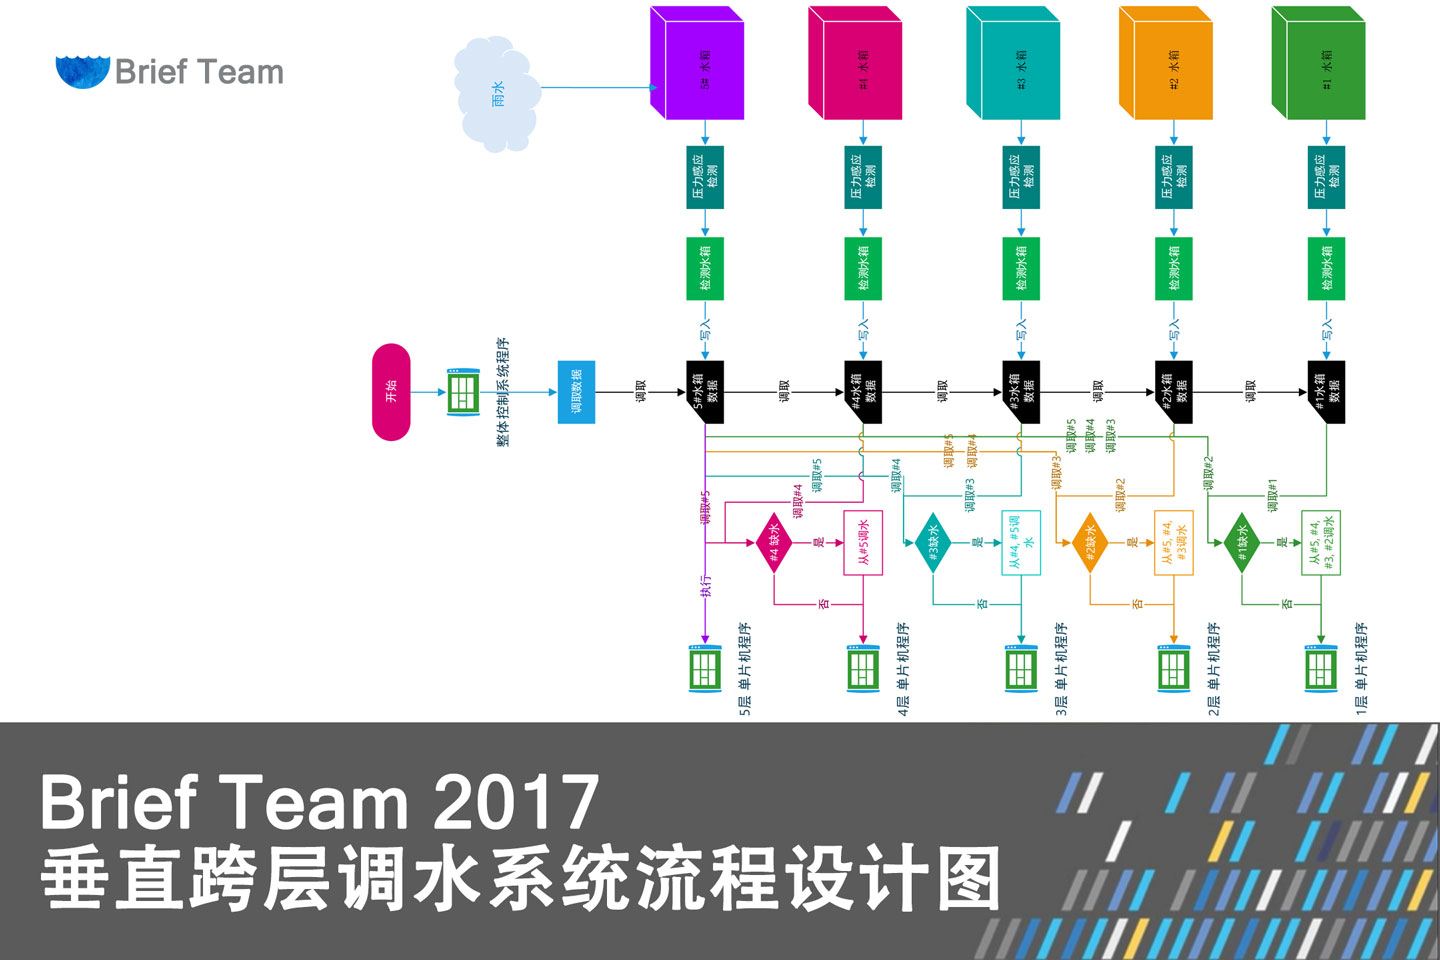 Brief Team
雨水
5# 水箱
#4 水箱
#3 水箱
#2 水箱
#1 水箱
压力感应
检测
压力感应
检测
压力感应
检测
压力感应
检测
压力感应
检测
检测水箱
检测水箱
检测水箱
检测水箱
检测水箱
写入
写入
写入
写入
写入
开始
整体控制系统程序
调取数据
调取
5#水箱
数据
调取
#4水箱
数据
调取
#3水箱
数据
调取
#2水箱
数据
调取
#1水箱
数据
调取#5
调取#4
调取#5
调取#4
调取#3
调取#5
调取#4
调取#3
调取#2
调取#5
调取#4
调取#3
调取#2
调取#1
#4 缺水
是
从#5调水
#3缺水
是
从#4, #5调
水
#2缺水
是
从#5, #4,
#3调水
#1缺水
是
从#5, #4,
#3, #2调水
执行
否
否
否
否
5层 单片机程序
4层 单片机程序
3层 单片机程序
2层 单片机程序
1层 单片机程序
Brief Team 2017
垂直跨层调水系统流程设计图